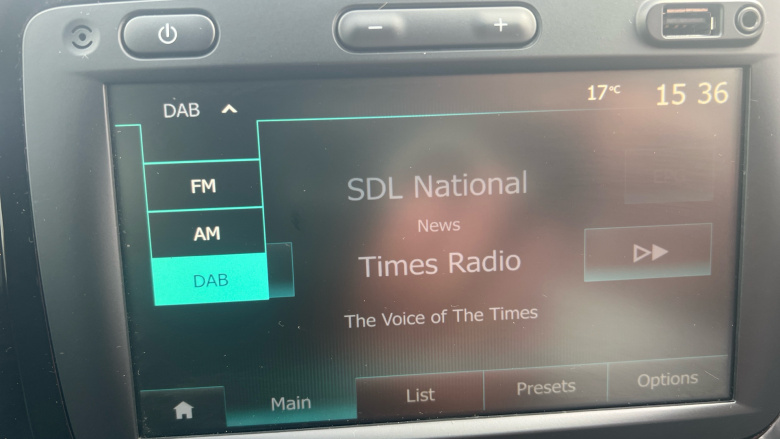 DAB
17°C
15 36
FM
AM
DAB
SDL National
News
Times Radio
The Voice of The Times
Main
List
Presets
Options